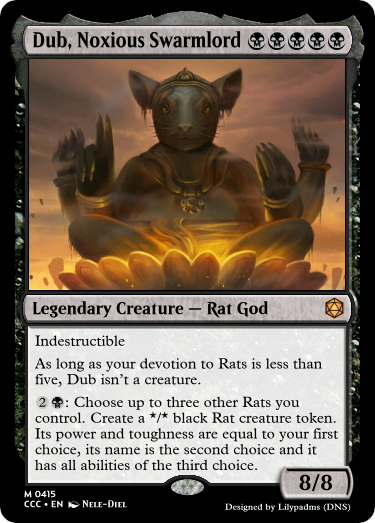 Dub, Noxious Swarmlord
Legendary Creature — Rat God
Indestructible
As long as your devotion to Rats is less than
five, Dub isn't a creature.
2 : Choose up to three other Rats you
control. Create a */* black Rat creature token.
Its power and toughness are equal to your first
choice, its name is the second choice and it
has all abilities of the third choice.
8/8
M 0415
CCC • EN Nele-Diel
Designed by Lilypadms (DNS)